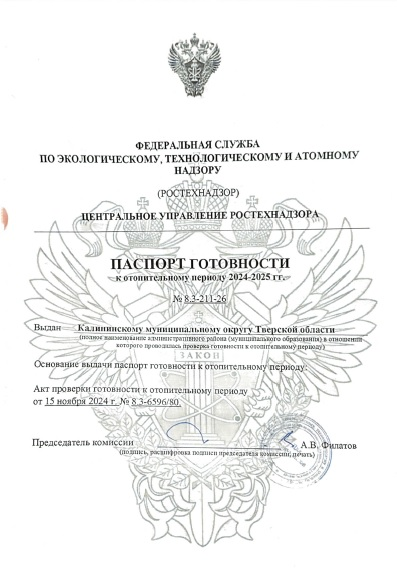 ФЕДЕРАЛЬНАЯ СЛУЖБА
ПО ЭКОЛОГИЧЕСКОМУ, ТЕХНОЛОГИЧЕСКОМУ И АТОМНОМУ
НАДЗОРУ
(РОСТЕХНАДЗОР)
ЦЕНТРАЛЬНОЕ УПРАВЛЕНИЕ РОСТЕХНАДЗОРА
ПАСПОРТ ГОТОВНОСТИ
к отопительному периоду 2024-2025 гг.
№ 8.3-211-26
Выдан Калининскому муниципальному округу Тверской области
(полное наименование административного района (муниципального образования) в отношении
которого проводилась проверка готовности к отопительному периоду)
ЗАКОН
Основание выдачи паспорт готовности к отопительному периоду:
Акт проверки готовности к отопительному периоду
от 15 ноября 2024 г. № 8.3-6596/80
Председатель комиссии А.В. Филатов
(подпись, расшифровка подписи председателя комиссии, печать)